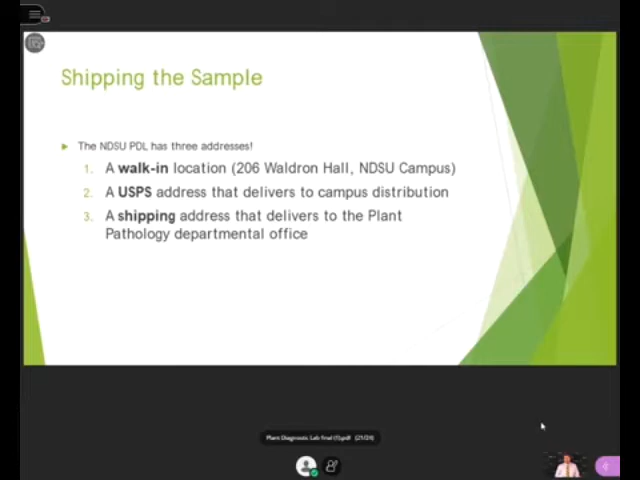 Shipping the Sample
The NDSU PDL has three addresses!
1. A walk-in location (206 Waldron Hall, NDSU Campus)
2. A USPS address that delivers to campus distribution
3. A shipping address that delivers to the Plant
Pathology departmental office
Plant Diagnostic Lab final (1).pdf (21/24)